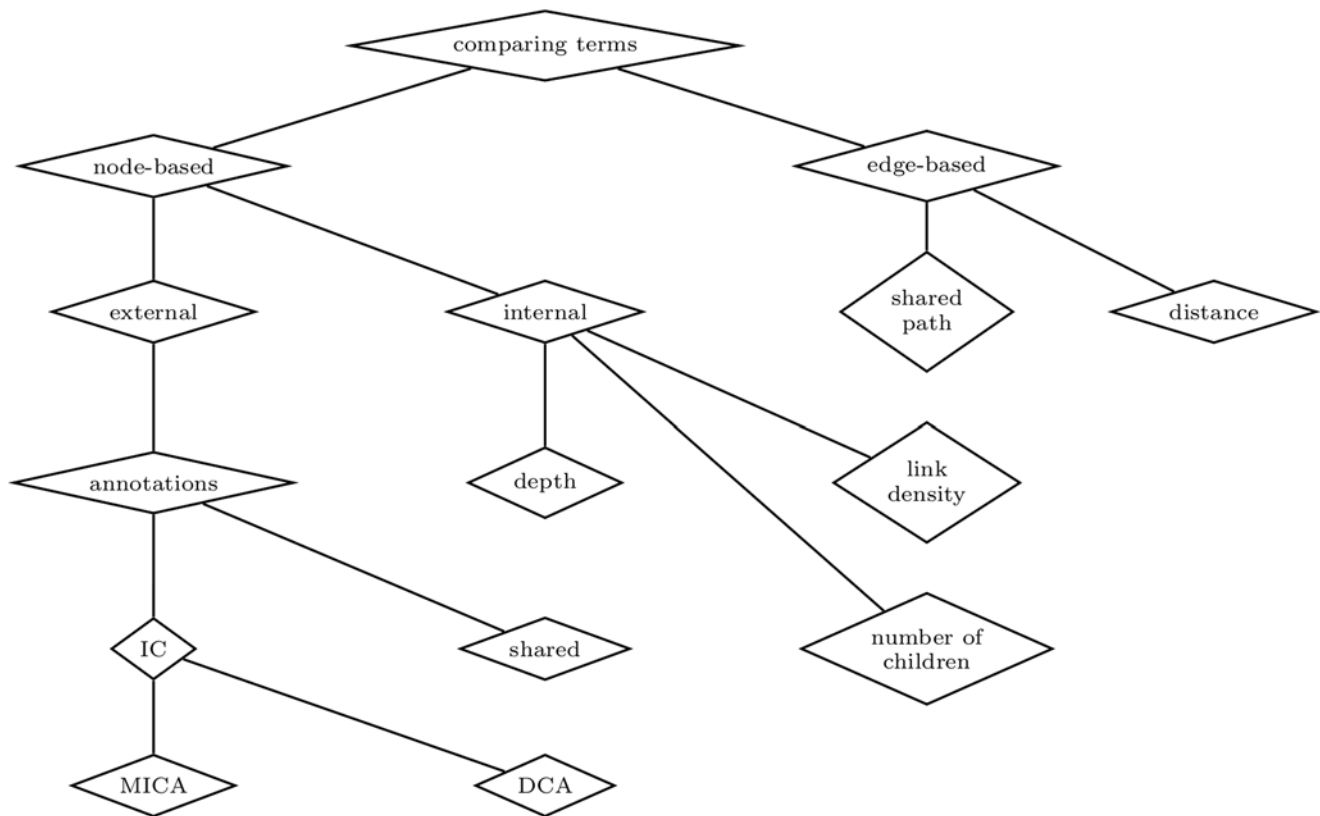 comparing terms
node-based
edge-based
external
internal
shared
path
distance
annotations
depth
link
density
IC
shared
number of
children
MICA
DCA